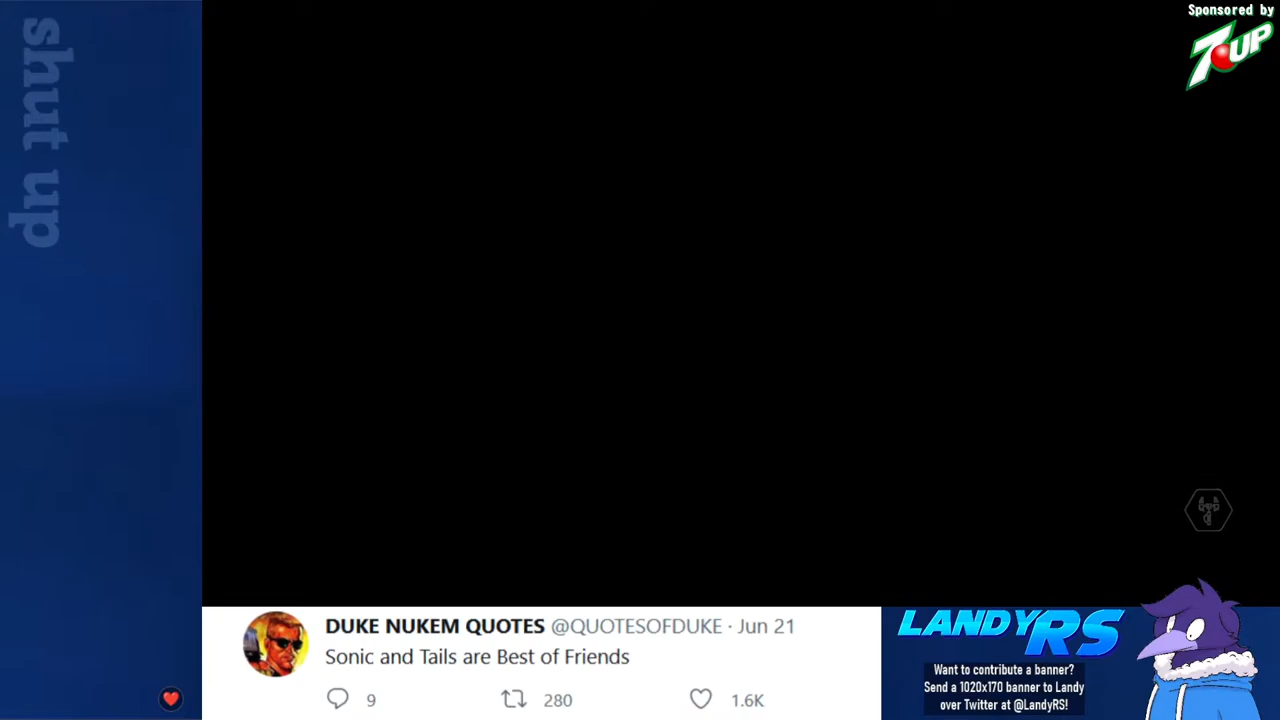 shut up
Sponsored by
7UP
DUKE NUKEM QUOTES @QUOTESOFDUKE · Jun 21
Sonic and Tails are Best of Friends
9 280 1.6K
LANDYRS
Want to contribute a banner?
Send a 1020x170 banner to Landy
over Twitter at @LandyRS!